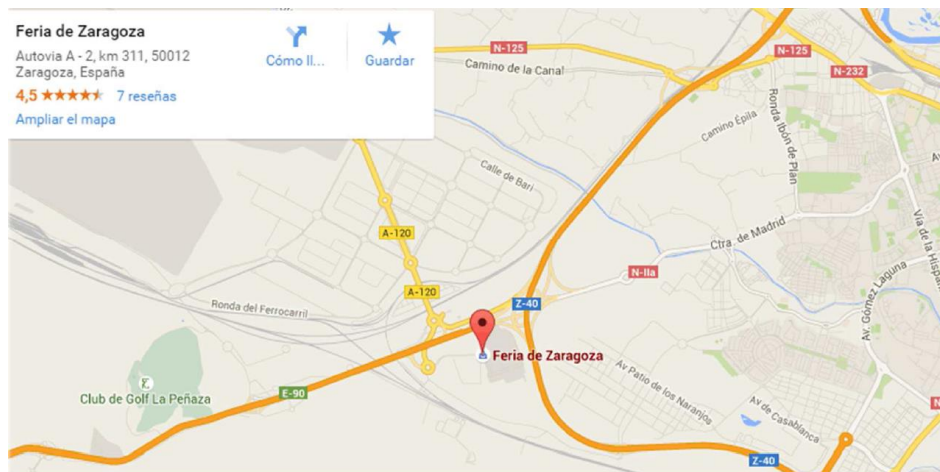 Feria de Zaragoza
Autovia A - 2, km 311, 50012
Zaragoza, España
4,5
7 reseñas
Ampliar el mapa
Cómo ll...
Guardar
N-125
Camino de la Canal
N-125
N-232
Camino Épila
Ronda Ibón de Plan
Calle de Bari
A-120
Ctra. de Madrid
Vía de la Hispa
N-IIa
A-120
Z-40
Av. Gómez Laguna
Ronda del Ferrocarril
Feria de Zaragoza
Av Patio de los Naranjos
E-90
Club de Golf La Peñaza
Av de Casablanca
Z-40